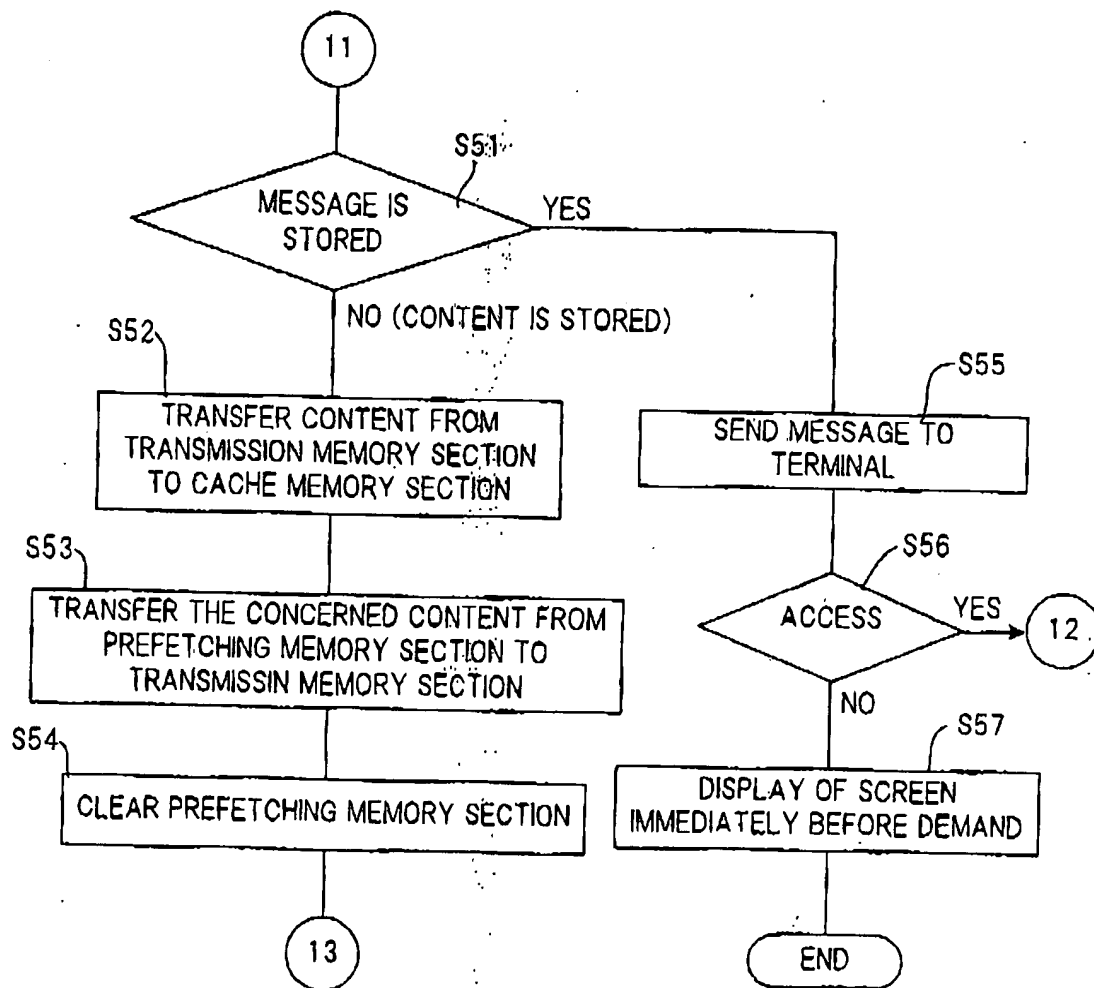 11
S51
MESSAGE IS
STORED
YES
NO (CONTENT IS STORED)
S52
TRANSFER CONTENT FROM
TRANSMISSION MEMORY SECTION
TO CACHE MEMORY SECTION
S53
TRANSFER THE CONCERNED CONTENT FROM
PREFETCHING MEMORY SECTION TO
TRANSMISSIN MEMORY SECTION
S54
CLEAR PREFETCHING MEMORY SECTION
13
S55
SEND MESSAGE TO
TERMINAL
S56
ACCESS
YES
12
NO
S57
DISPLAY OF SCREEN
IMMEDIATELY BEFORE DEMAND
END